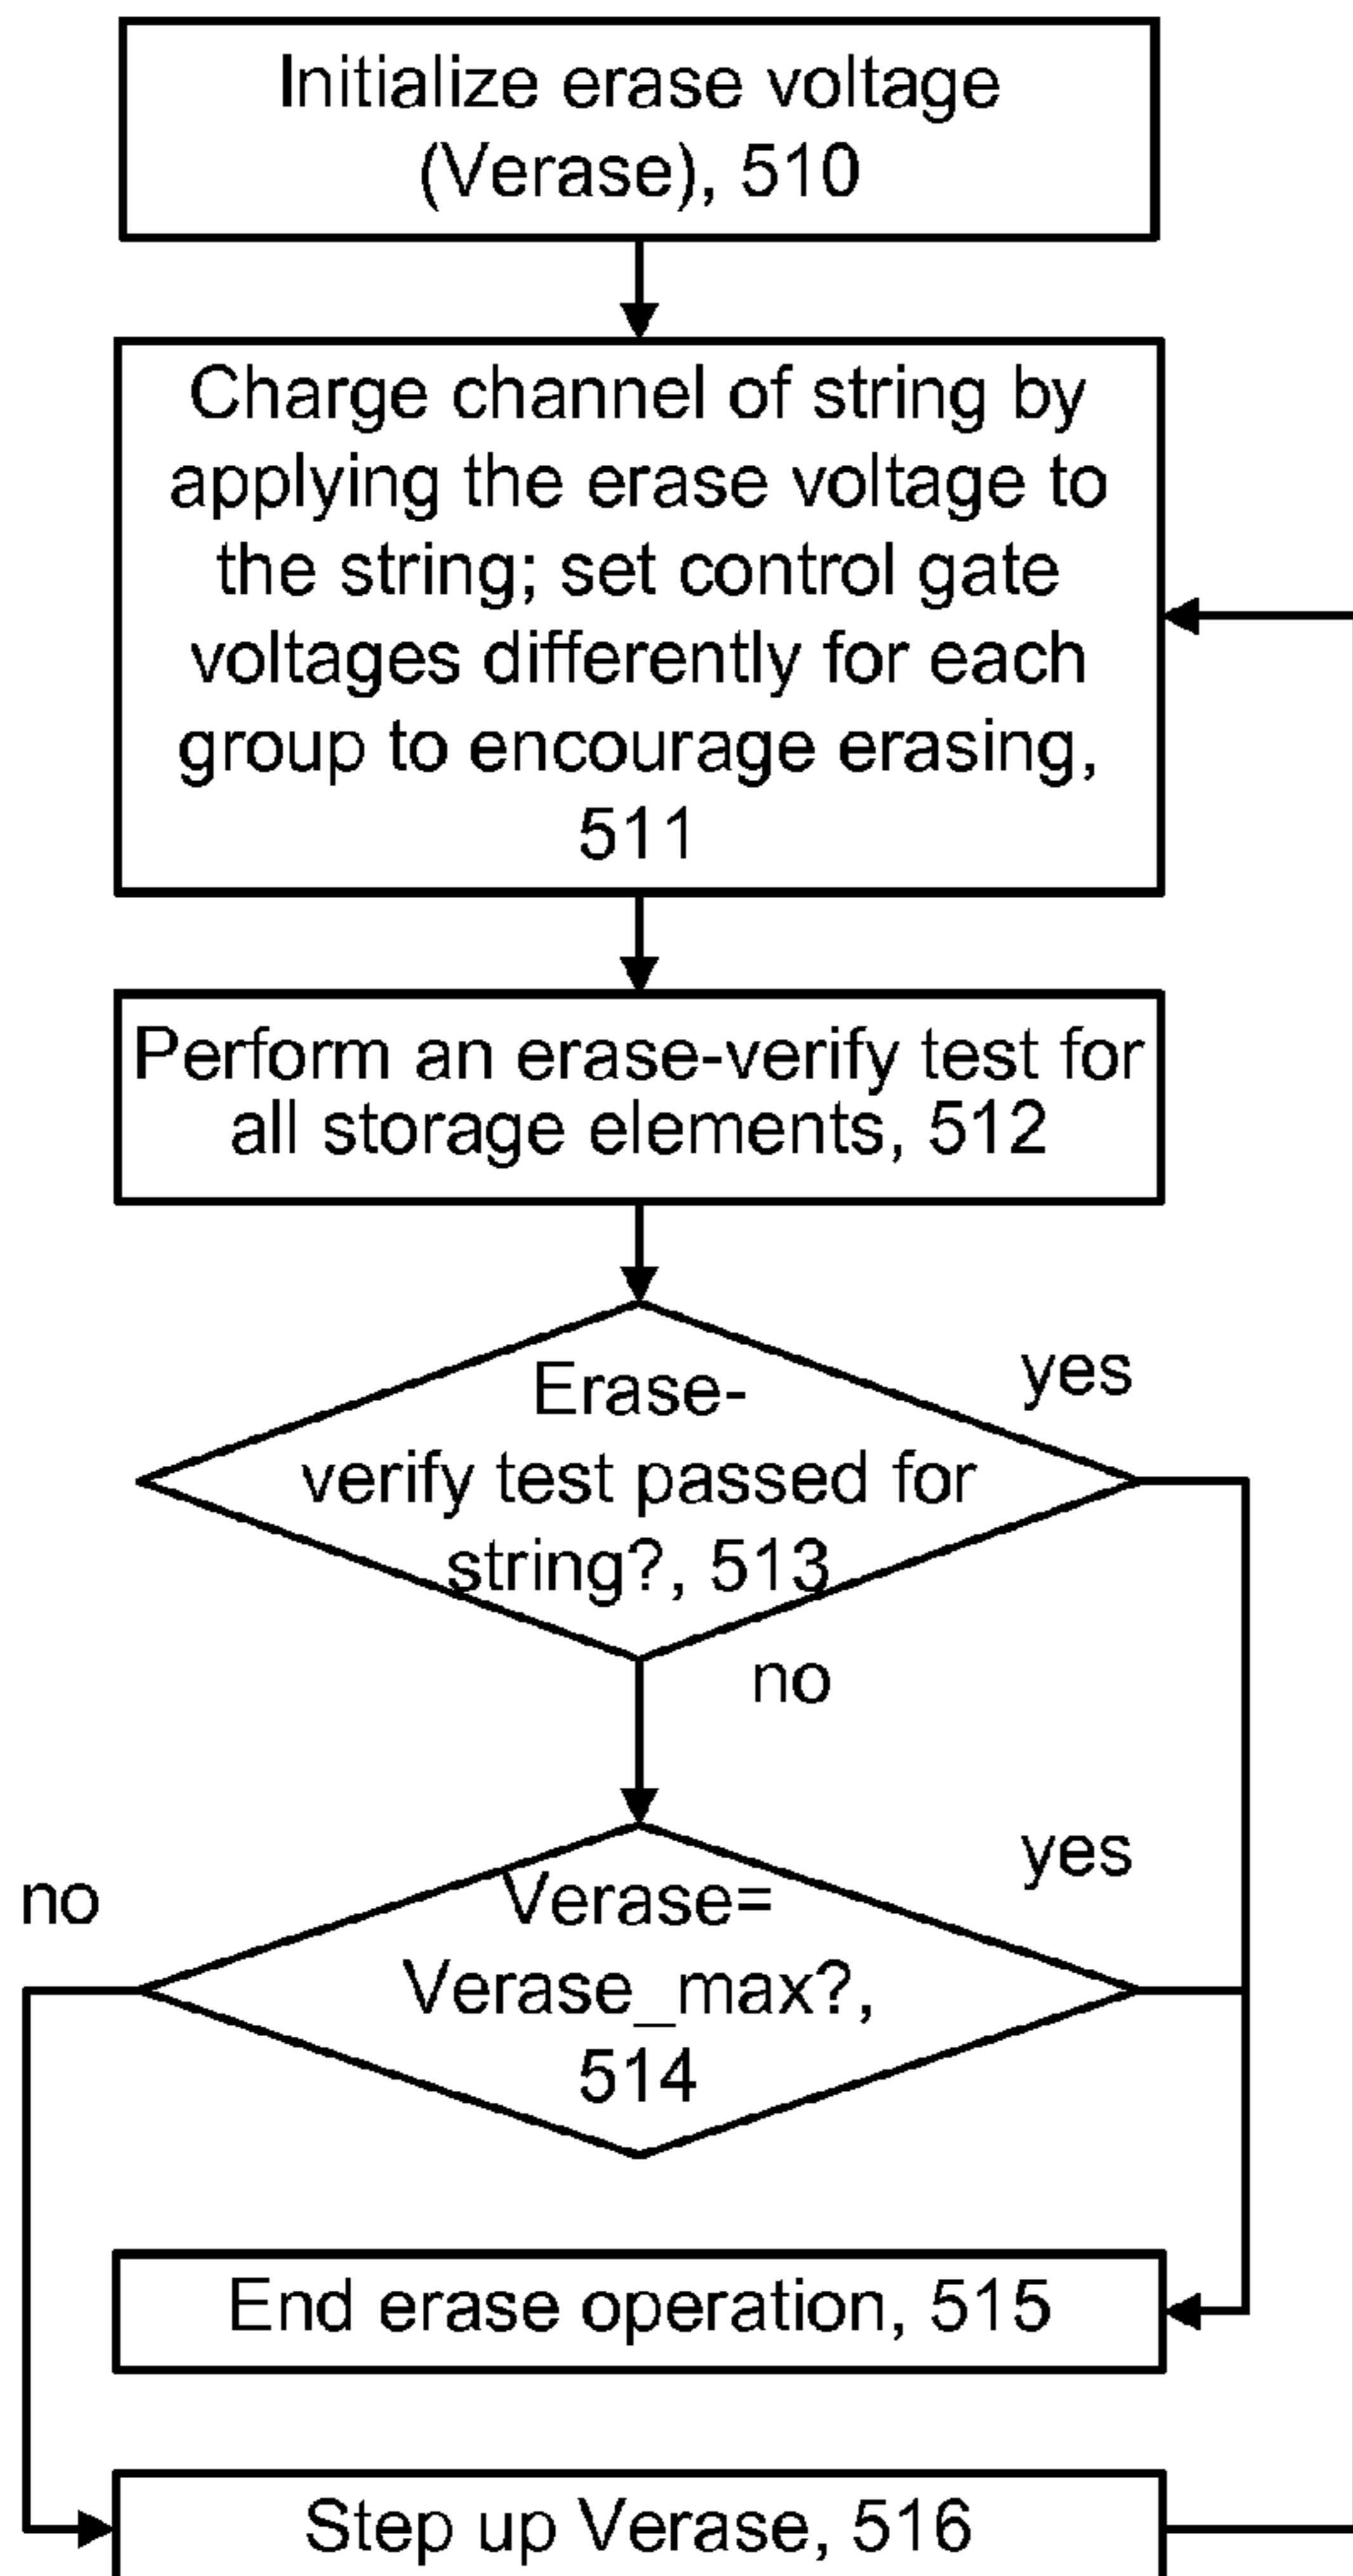 Initialize erase voltage
(Verase), 510
Charge channel of string by
applying the erase voltage to
the string; set control gate
voltages differently for each
group to encourage erasing,
511
Perform an erase-verify test for
all storage elements, 512
Erase-
verify test passed for
string?, 513
yes
no
Verase=
Verase_max?,
514
yes
no
End erase operation, 515
Step up Verase, 516